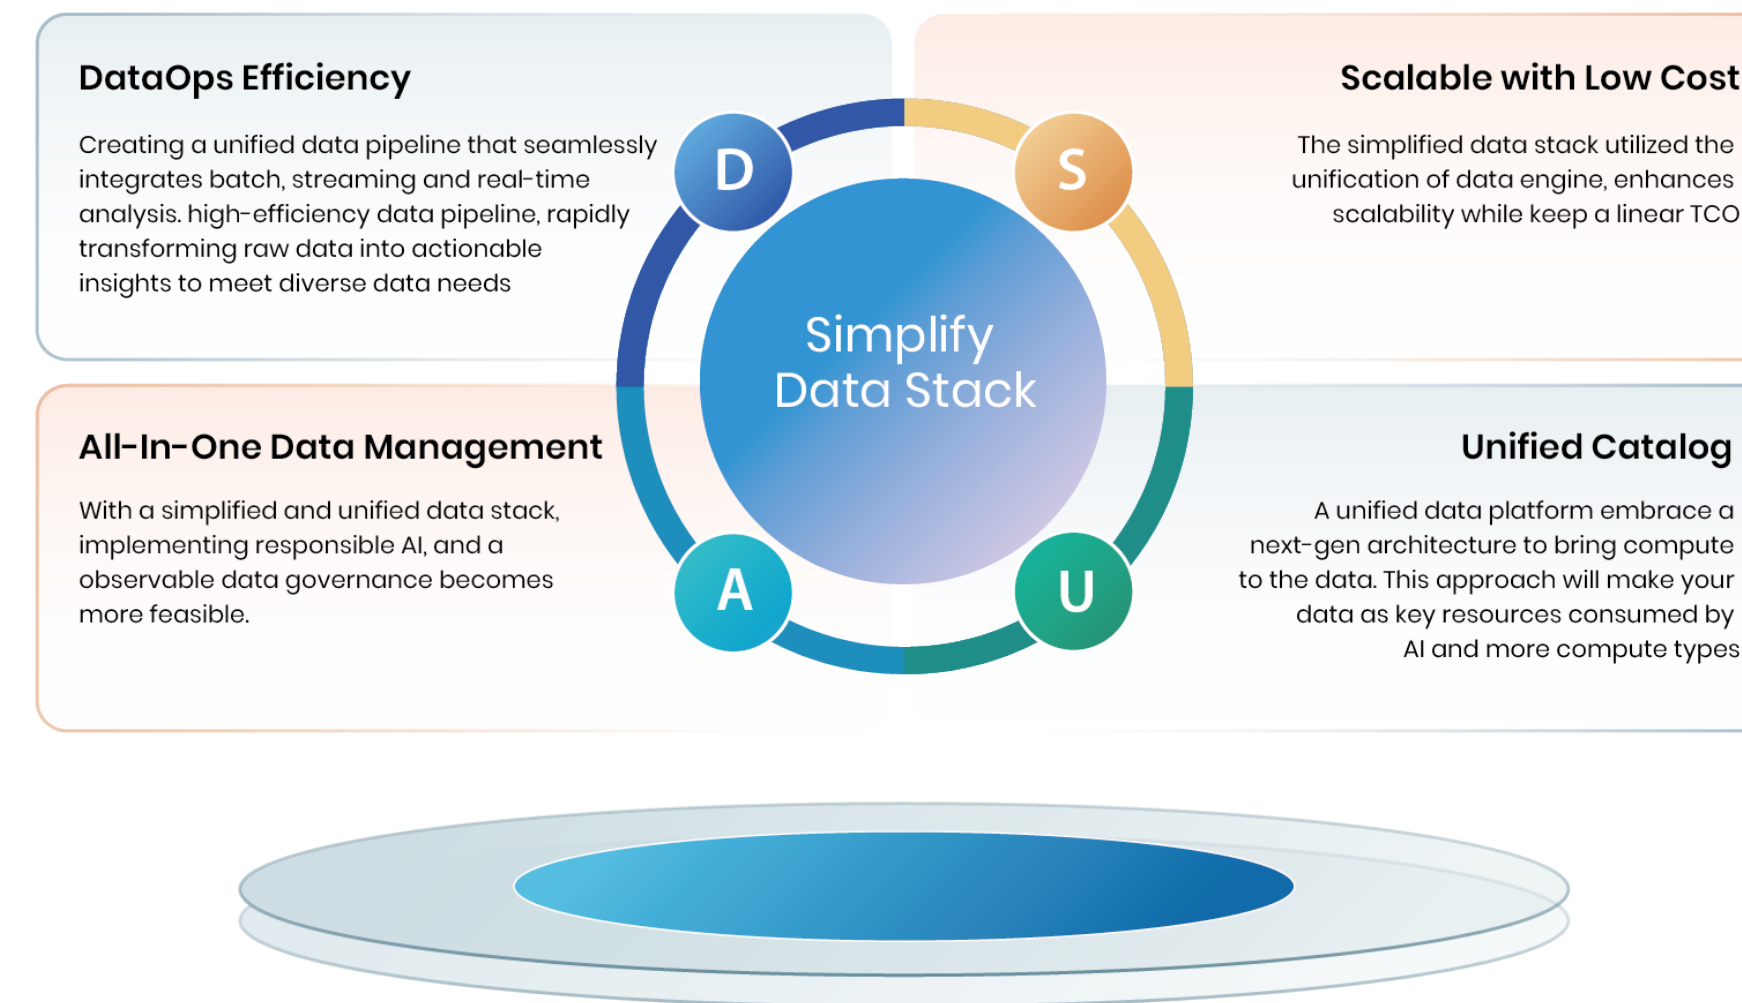 DataOps Efficiency
Creating a unified data pipeline that seamlessly
integrates batch, streaming and real-time
analysis. high-efficiency data pipeline, rapidly
transforming raw data into actionable
insights to meet diverse data needs
D
S
Scalable with Low Cost
The simplified data stack utilized the
unification of data engine, enhances
scalability while keep a linear TCO
Simplify
Data Stack
All-In-One Data Management
With a simplified and unified data stack,
implementing responsible AI, and a
observable data governance becomes
more feasible.
A
U
Unified Catalog
A unified data platform embrace a
next-gen architecture to bring compute
to the data. This approach will make your
data as key resources consumed by
AI and more compute types